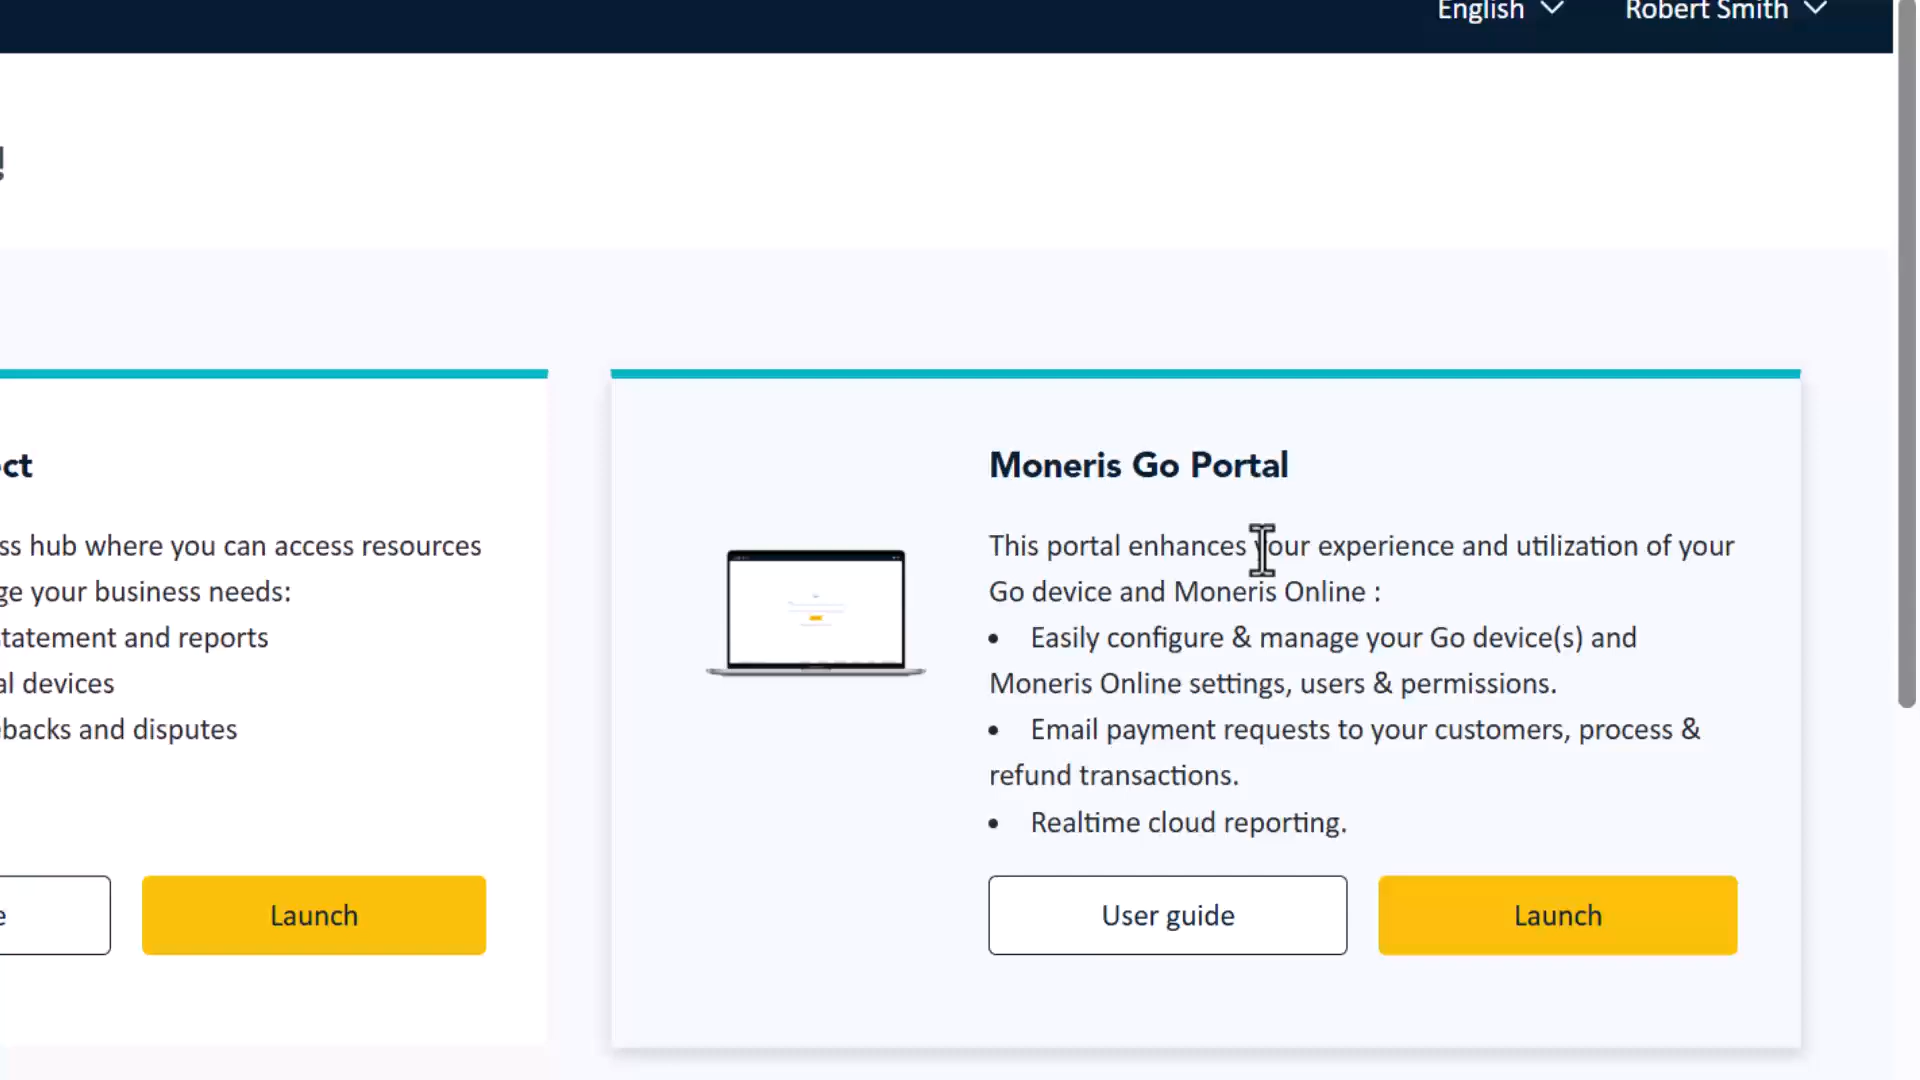 English
Robert Smith
!
ct
ss hub where you can access resources
ge your business needs:
tatement and reports
al devices
ebacks and disputes
e
Launch
Moneris Go Portal
This portal enhances your experience and utilization of your
Go device and Moneris Online :
• Easily configure & manage your Go device(s) and
Moneris Online settings, users & permissions.
• Email payment requests to your customers, process &
refund transactions.
• Realtime cloud reporting.
User guide
Launch